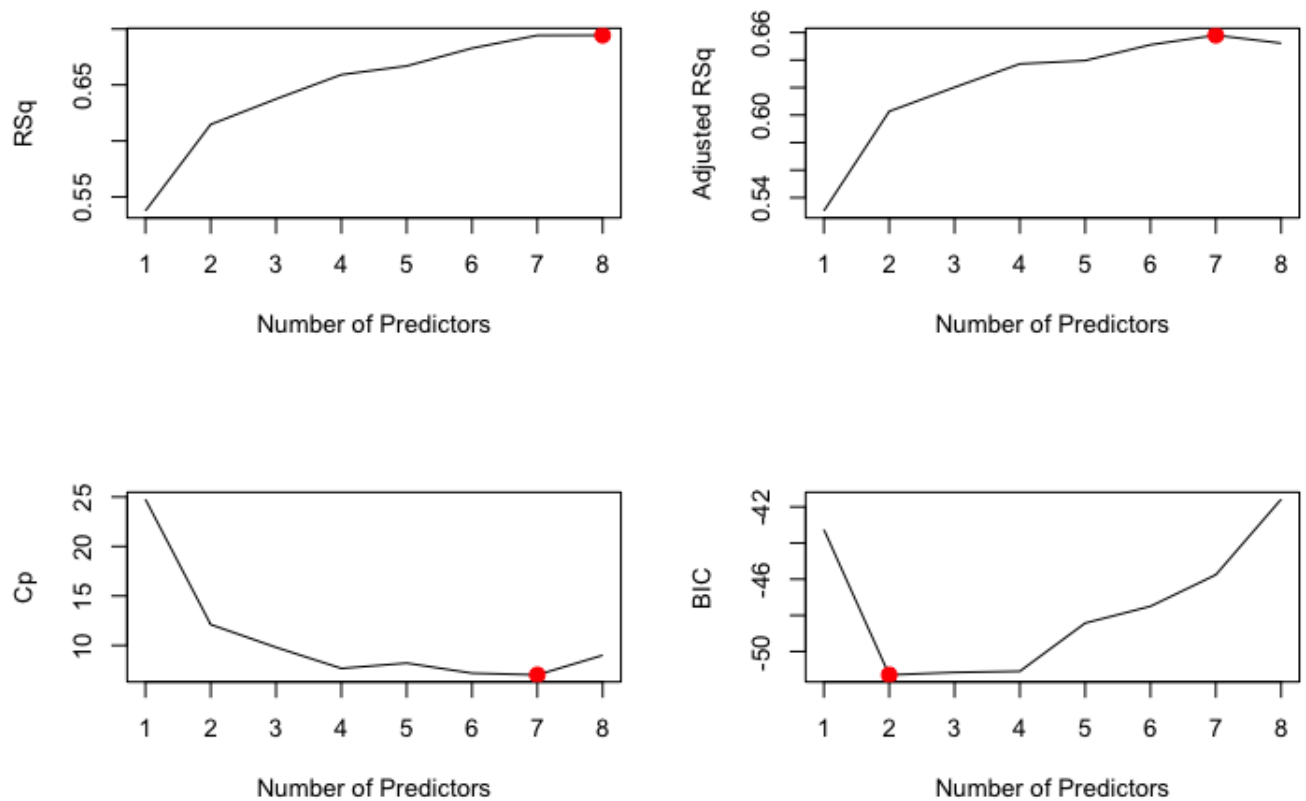 RSq
0.55 0.65
1 2 3 4 5 6 7 8
Number of Predictors
Adjusted RSq
0.54 0.60 0.66
1 2 3 4 5 6 7 8
Number of Predictors
Cp
10 15 20 25
1 2 3 4 5 6 7 8
Number of Predictors
BIC
-50 -46 -42
1 2 3 4 5 6 7 8
Number of Predictors